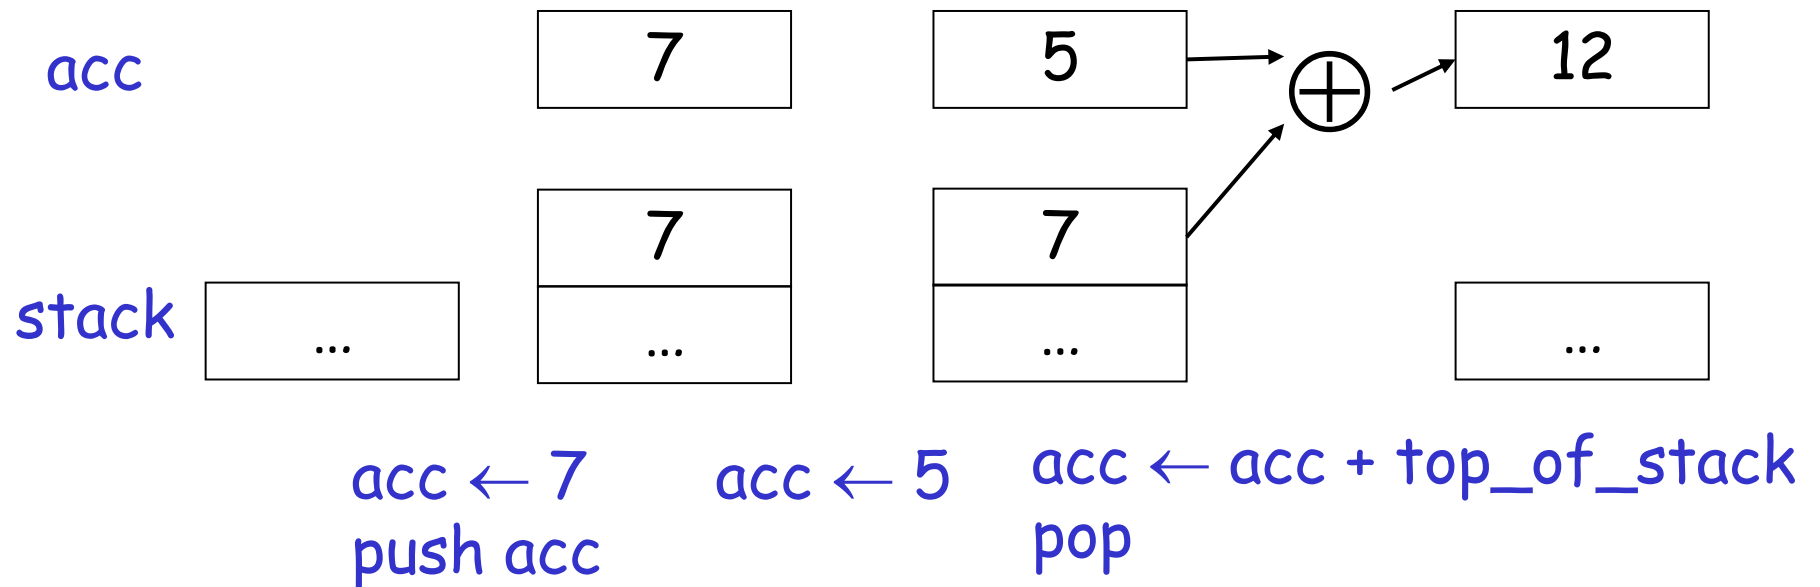 acc 7 5 12
7 7
stack ... ... ... ...
acc ← 7 acc ← 5 acc ← acc + top_of_stack
push acc pop